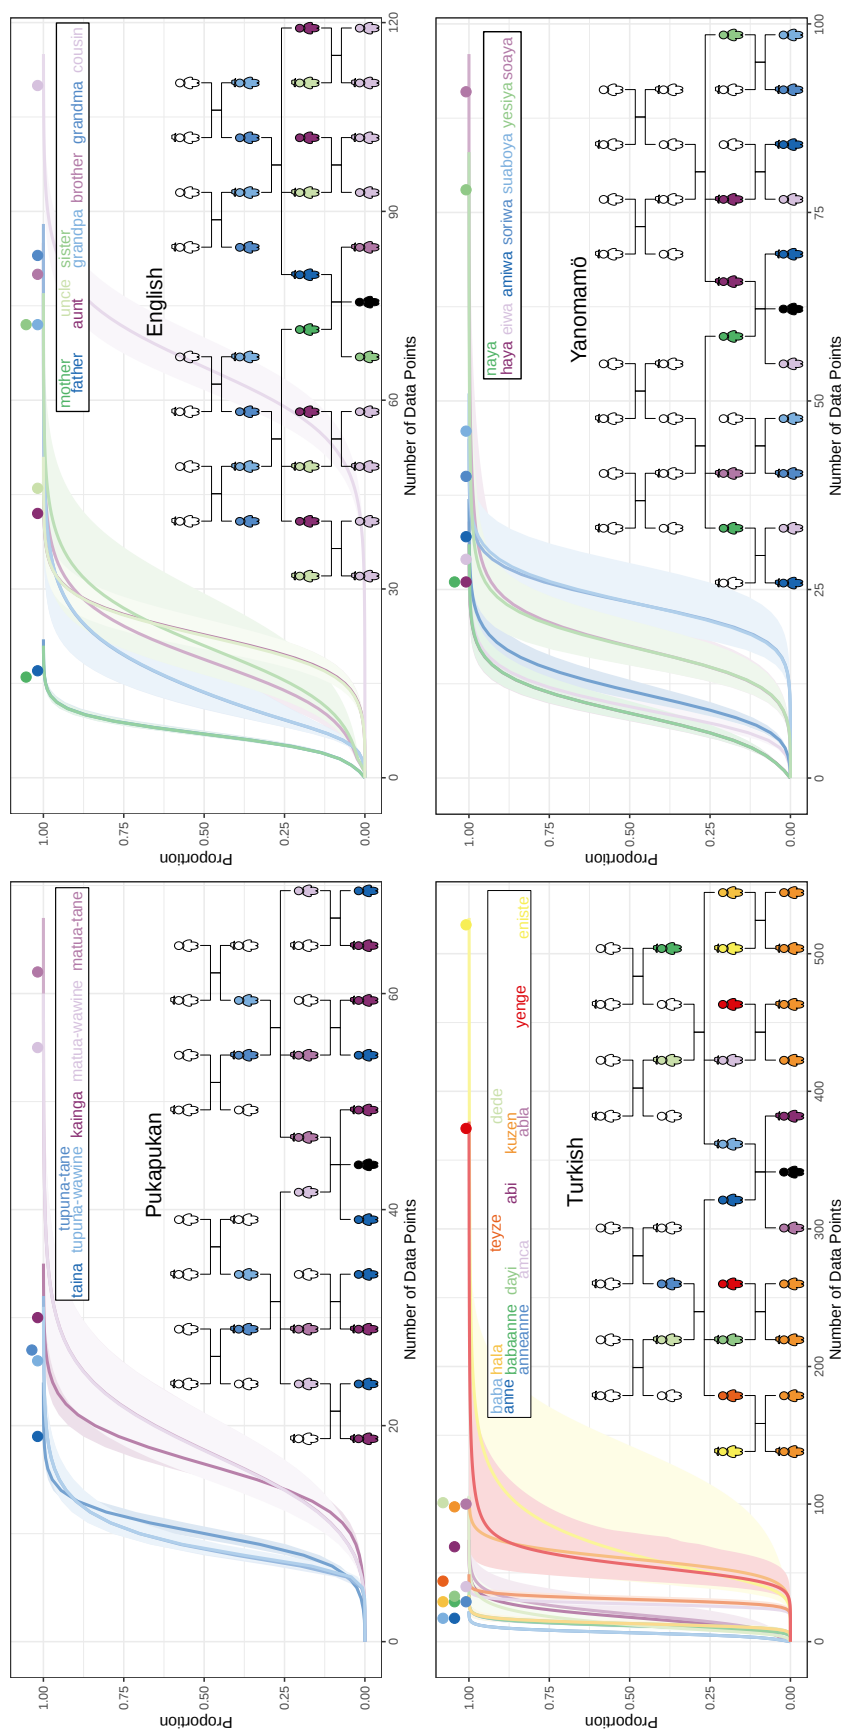 taina tupuna-tane kainga matua-wawine matua-tane
tupuna-wawine
Pukapukan
1.00
0.75
0.50
0.25
0.00
Proportion
0 20 40 60
Number of Data Points
mother uncle sister brother grandma cousin
father aunt grandpa
English
1.00
0.75
0.50
0.25
0.00
Proportion
0 30 60 90 120
Number of Data Points
baba hala teyze abi dede yenge eniste
anne babaanne dayi kuzen
anneanne amca abla
Turkish
1.00
0.75
0.50
0.25
0.00
Proportion
0 100 200 300 400 500
Number of Data Points
naya
haya eiwa amiwa soriwa suaboya yesiya soaya
Yanomamö
1.00
0.75
0.50
0.25
0.00
Proportion
0 25 50 75 100
Number of Data Points